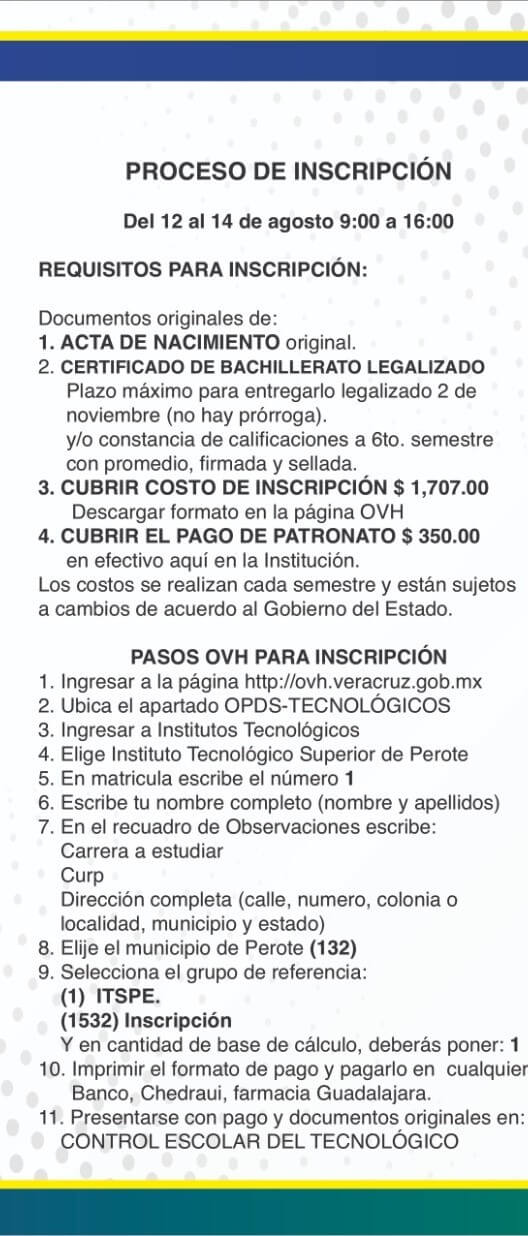 PROCESO DE INSCRIPCIÓN
Del 12 al 14 de agosto 9:00 a 16:00
REQUISITOS PARA INSCRIPCIÓN:
Documentos originales de:
1. ACTA DE NACIMIENTO original.
2. CERTIFICADO DE BACHILLERATO LEGALIZADO
Plazo máximo para entregarlo legalizado 2 de
noviembre (no hay prórroga).
y/o constancia de calificaciones a 6to. semestre
con promedio, firmada y sellada.
3. CUBRIR COSTO DE INSCRIPCIÓN $ 1,707.00
Descargar formato en la página OVH
4. CUBRIR EL PAGO DE PATRONATO $ 350.00
en efectivo aquí en la Institución.
Los costos se realizan cada semestre y están sujetos
a cambios de acuerdo al Gobierno del Estado.
PASOS OVH PARA INSCRIPCIÓN
1. Ingresar a la página http://ovh.veracruz.gob.mx
2. Ubica el apartado OPDS-TECNOLÓGICOS
3. Ingresar a Institutos Tecnológicos
4. Elige Instituto Tecnológico Superior de Perote
5. En matricula escribe el número 1
6. Escribe tu nombre completo (nombre y apellidos)
7. En el recuadro de Observaciones escribe:
Carrera a estudiar
Curp
Dirección completa (calle, numero, colonia o
localidad, municipio y estado)
8. Elije el municipio de Perote (132)
9. Selecciona el grupo de referencia:
(1) ITSPE.
(1532) Inscripción
Y en cantidad de base de cálculo, deberás poner: 1
10. Imprimir el formato de pago y pagarlo en cualquier
Banco, Chedraui, farmacia Guadalajara.
11. Presentarse con pago y documentos originales en:
CONTROL ESCOLAR DEL TECNOLÓGICO